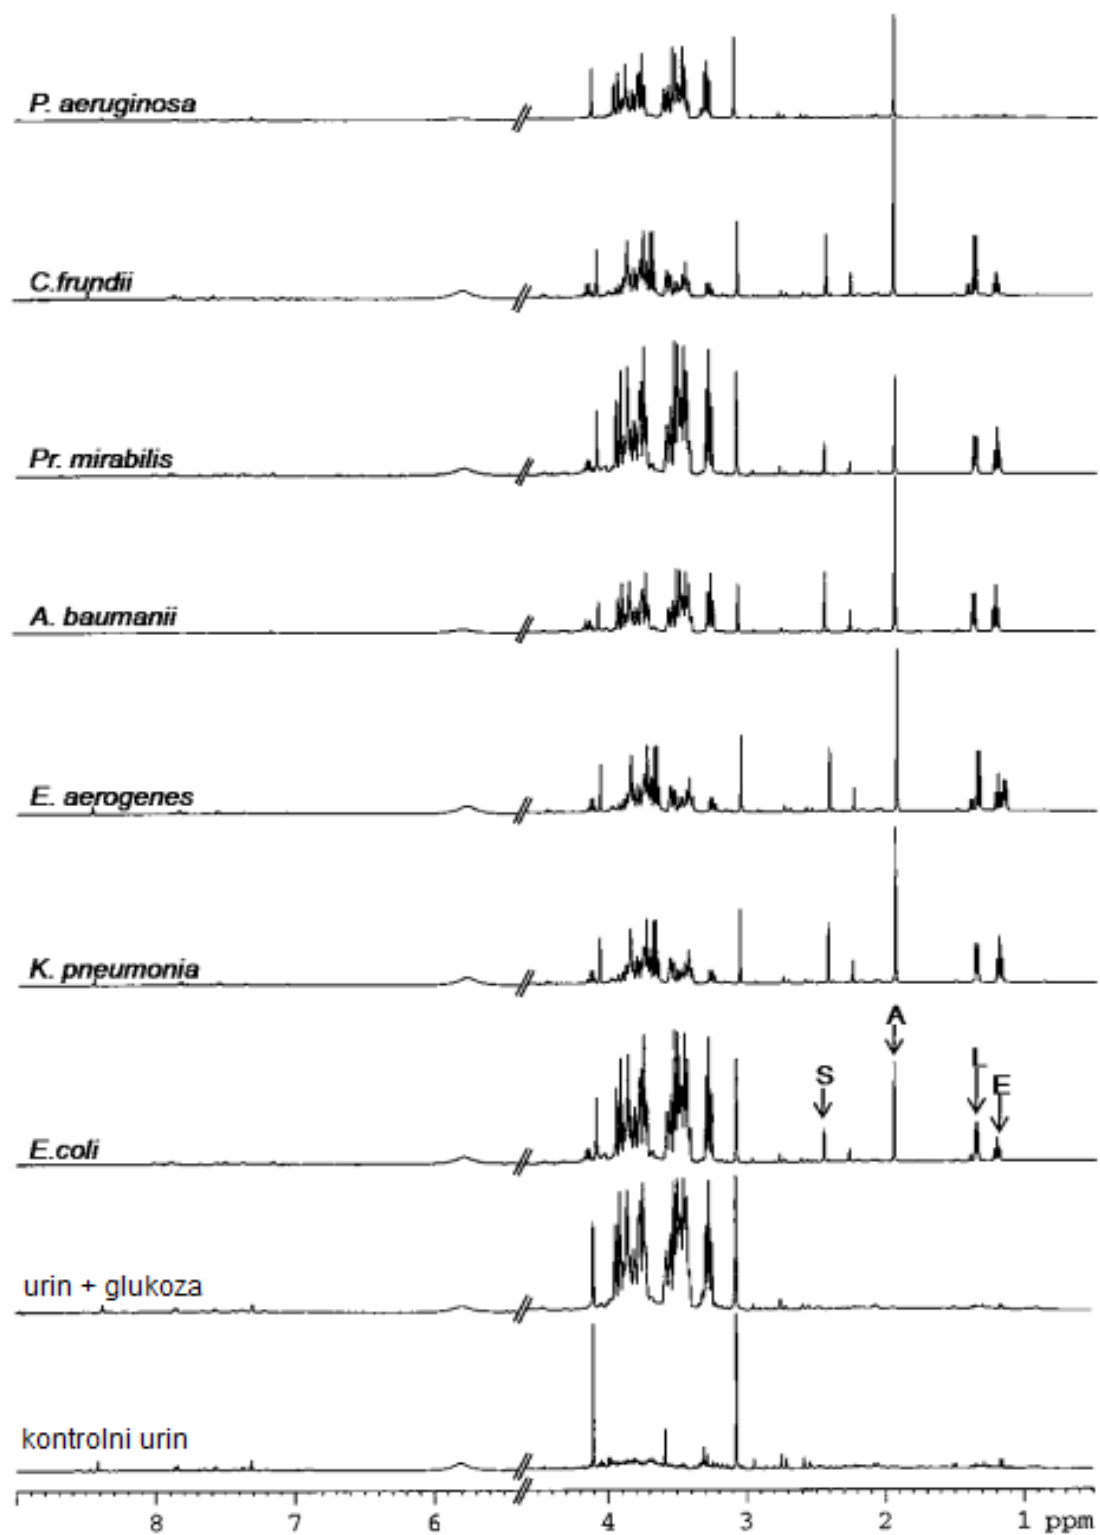 P. aeruginosa
C.frundii
Pr. mirabilis
A. baumanii
E. aerogenes
K. pneumonia
A
S
L
E
E.coli
urin + glukoza
kontrolni urin
8 7 6 4 3 2 1 ppm